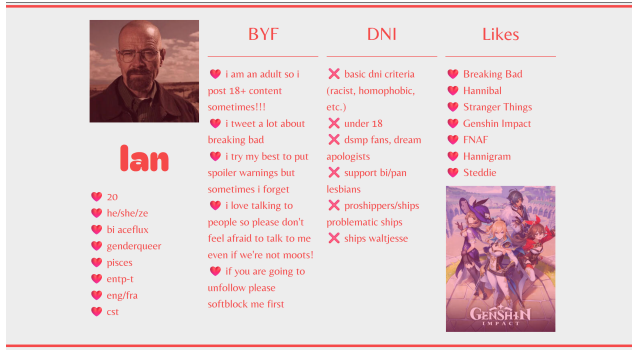 Ian
20
he/she/ze
bi aceflux
genderqueer
pisces
entp-t
eng/fra
cst
BYF
i am an adult so i
post 18+ content
sometimes!!!
i tweet a lot about
breaking bad
i try my best to put
spoiler warnings but
sometimes i forget
i love talking to
people so please don't
feel afraid to talk to me
even if we're not moots!
if you are going to
unfollow please
softblock me first
DNI
basic dni criteria
(racist, homophobic,
etc.)
under 18
dsmp fans, dream
apologists
support bi/pan
lesbians
proshippers/ships
problematic ships
ships waltjesse
Likes
Breaking Bad
Hannibal
Stranger Things
Genshin Impact
FNAF
Hannigram
Steddie
GENSHIN
IMPACT